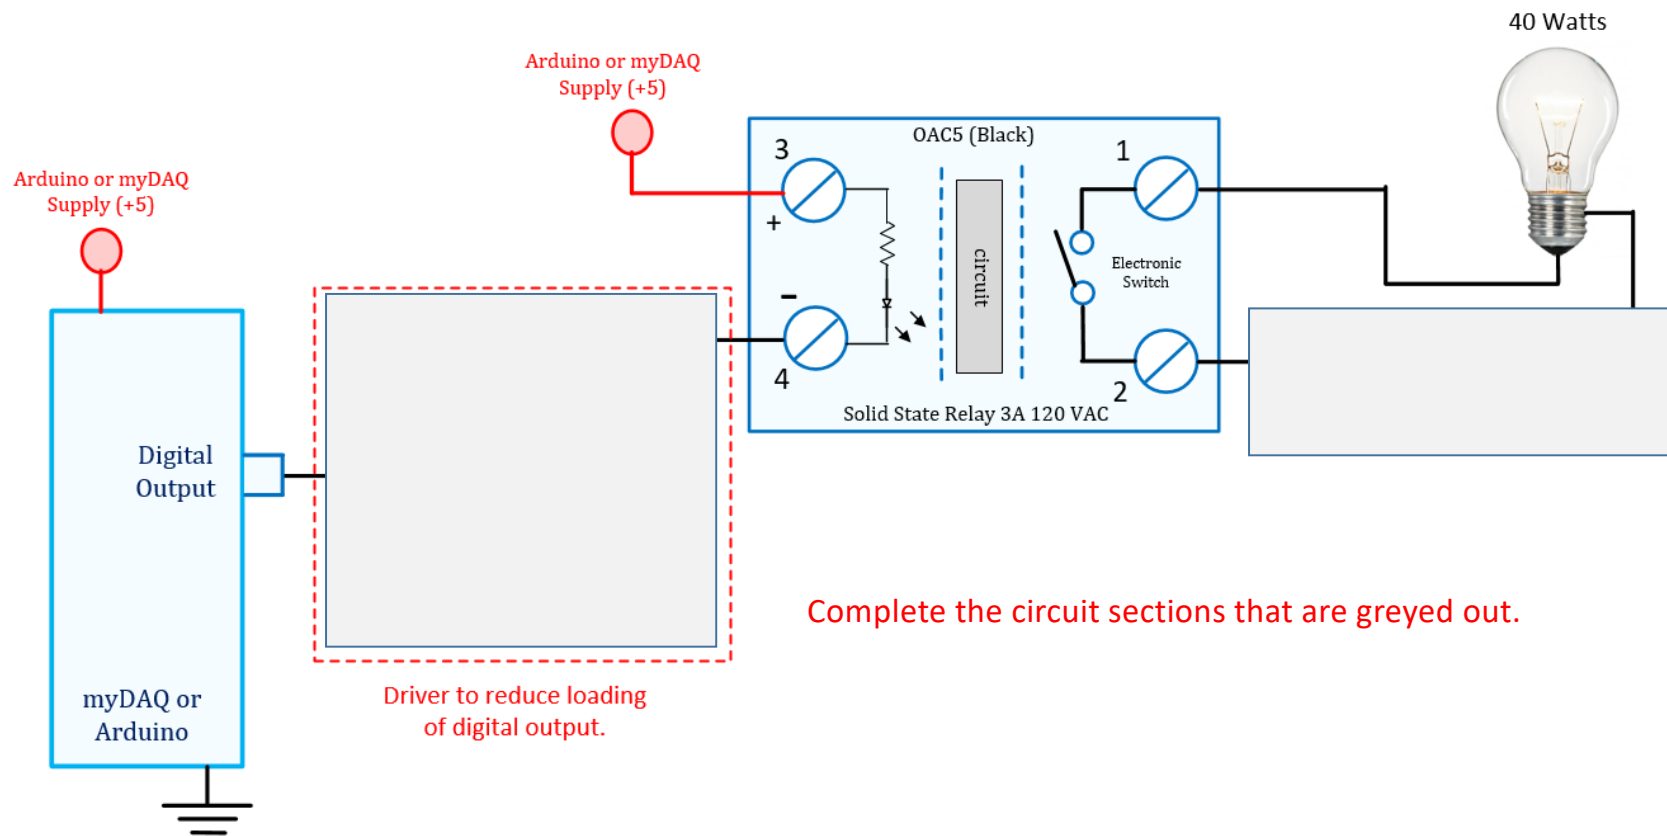 40 Watts
Arduino or myDAQ
Supply (+5)
OAC5 (Black)
3
1
Arduino or myDAQ
Supply (+5)
+
circuit
Electronic
Switch
-
4
2
Solid State Relay 3A 120 VAC
Digital
Output
Complete the circuit sections that are greyed out.
myDAQ or
Arduino
Driver to reduce loading
of digital output.